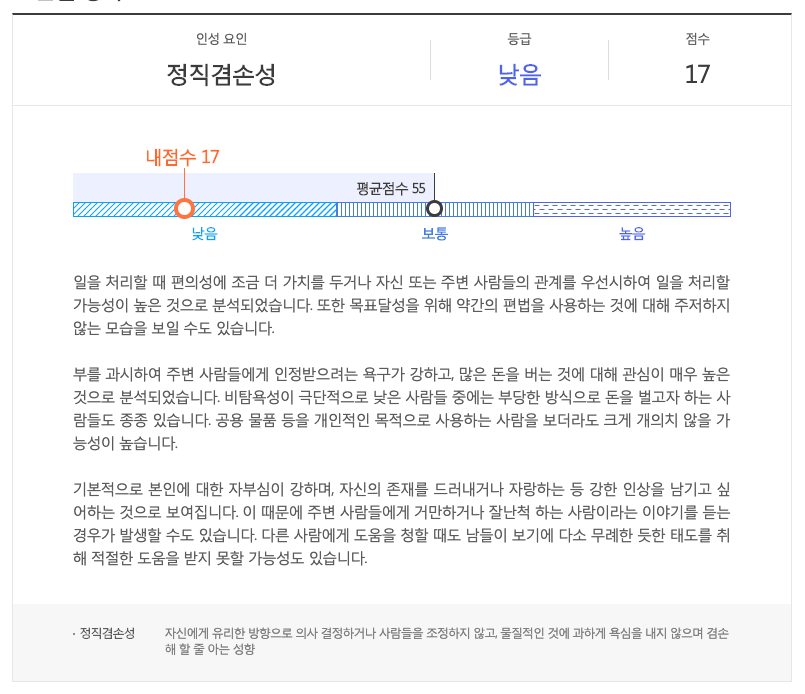 인성 요인
등급
점수
정직겸손성
낮음
17
내점수 17
평균점수 55
낮음
보통
높음
일을 처리할 때 편의성에 조금 더 가치를 두거나 자신 또는 주변 사람들의 관계를 우선시하여 일을 처리할
가능성이 높은 것으로 분석되었습니다. 또한 목표달성을 위해 약간의 편법을 사용하는 것에 대해 주저하지
않는 모습을 보일 수도 있습니다.
부를 과시하여 주변 사람들에게 인정받으려는 욕구가 강하고, 많은 돈을 버는 것에 대해 관심이 매우 높은
것으로 분석되었습니다. 비탐욕성이 극단적으로 낮은 사람들 중에는 부당한 방식으로 돈을 벌고자 하는 사
람들도 종종 있습니다. 공용 물품 등을 개인적인 목적으로 사용하는 사람을 보더라도 크게 개의치 않을 가
능성이 높습니다.
기본적으로 본인에 대한 자부심이 강하며, 자신의 존재를 드러내거나 자랑하는 등 강한 인상을 남기고 싶
어하는 것으로 보여집니다. 이 때문에 주변 사람들에게 거만하거나 잘난척 하는 사람이라는 이야기를 듣는
경우가 발생할 수도 있습니다. 다른 사람에게 도움을 청할 때도 남들이 보기에 다소 무례한 듯한 태도를 취
해 적절한 도움을 받지 못할 가능성도 있습니다.
· 정직겸손성
자신에게 유리한 방향으로 의사 결정하거나 사람들을 조정하지 않고, 물질적인 것에 과하게 욕심을 내지 않으며 겸손
해 할 줄 아는 성향